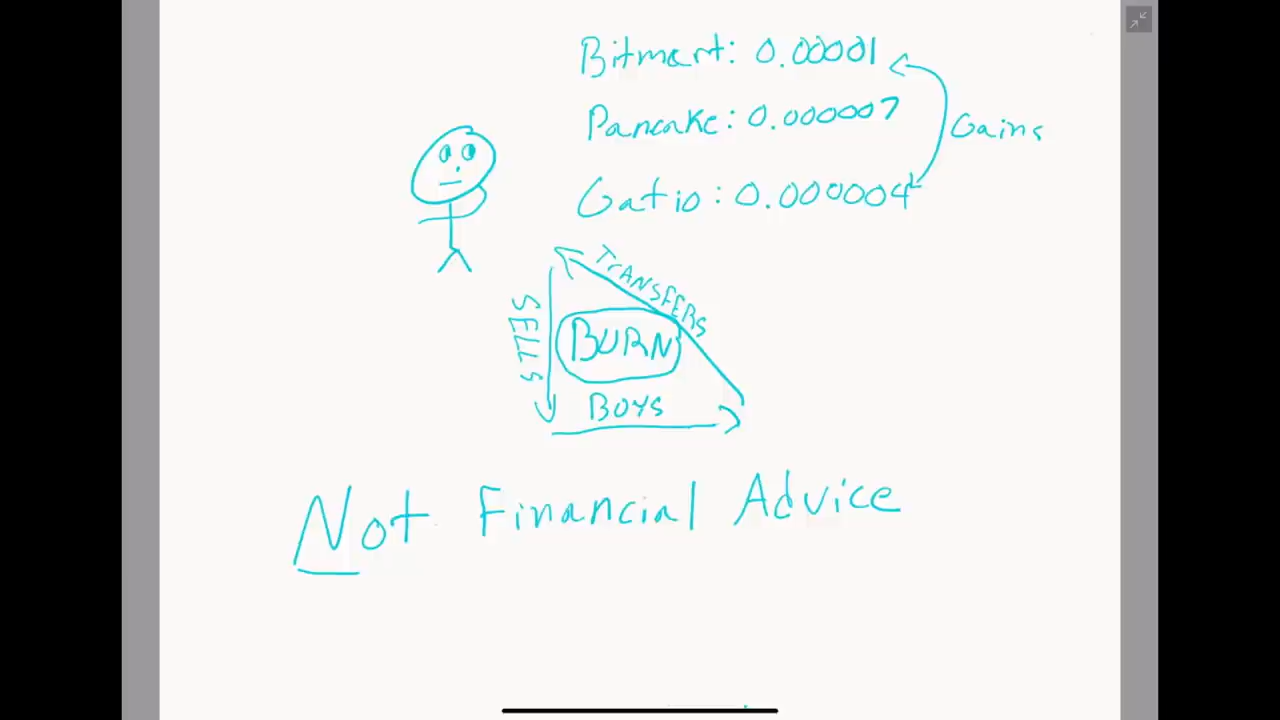 Bitmart: 0.00001
Pancake: 0.000007
Gains
Gatio: 0.000004
TrANSFERS
SELLS
BURN
BOYS
Not Financial Advice